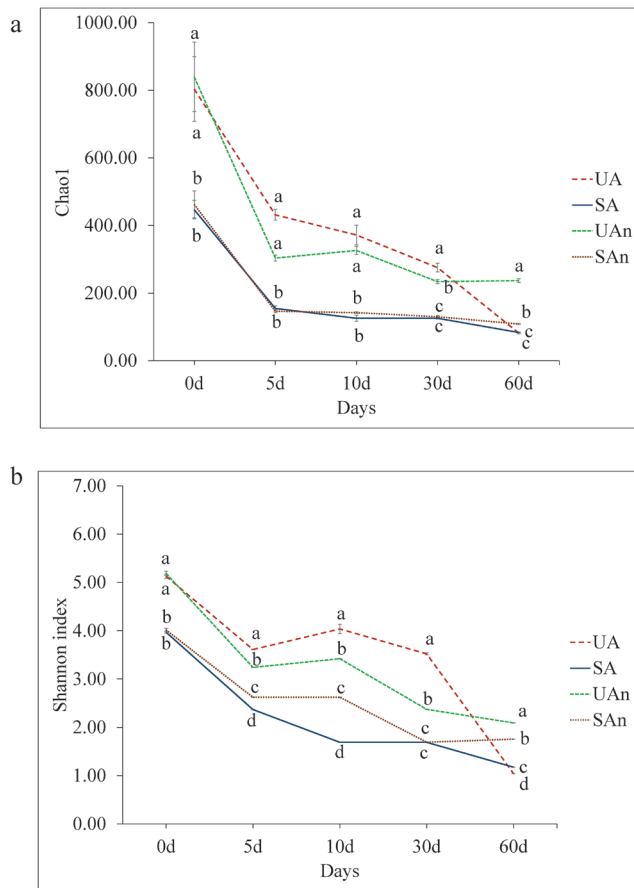 a
1000.00
800.00
600.00
400.00
200.00
0.00
Chao1
a
a
b
b
a
a
b
b
a
a
b
b
a
b
c
c
a
b
c
c
0d 5d 10d 30d 60d
Days
UA
SA
UAn
SAn
b
7.00
6.00
5.00
4.00
3.00
2.00
1.00
0.00
Shannon index
a
a
b
b
a
b
c
d
a
b
c
d
a
b
c
c
a
b
c
d
0d 5d 10d 30d 60d
Days
UA
SA
UAn
SAn